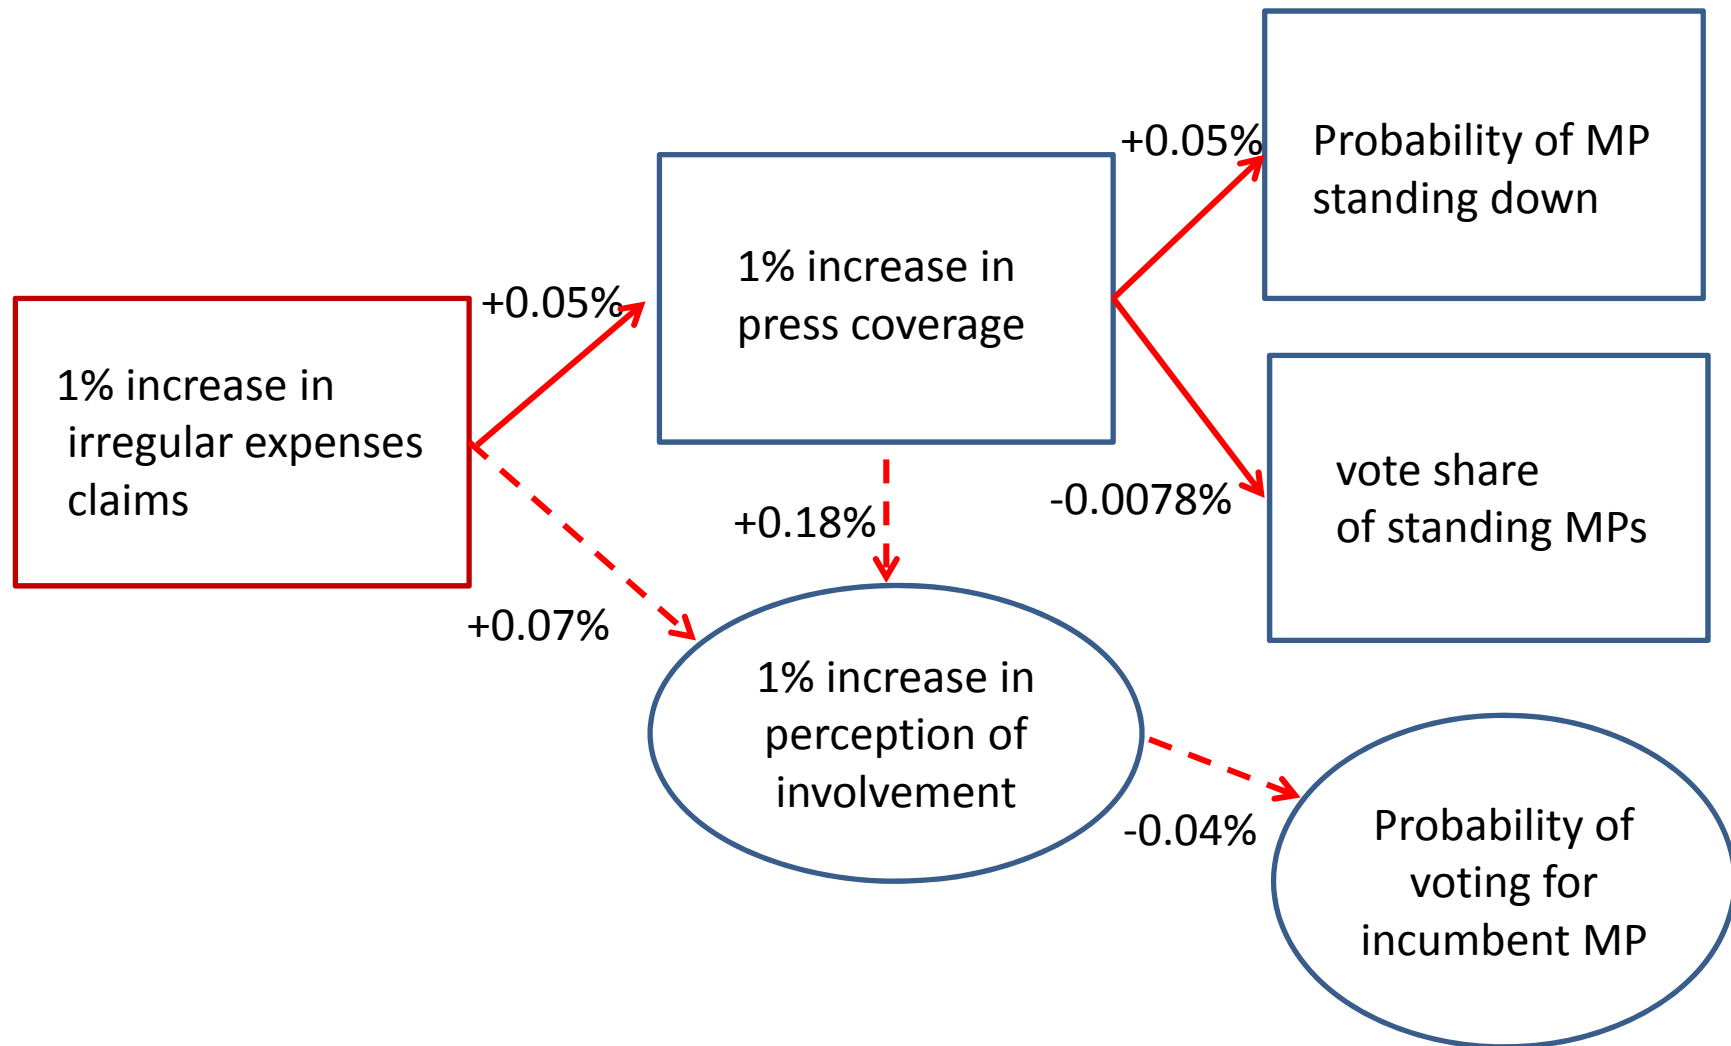 +0.05%
Probability of MP
standing down
1% increase in
press coverage
+0.05%
1% increase in
irregular expenses
claims
vote share
of standing MPs
-0.0078%
+0.18%
+0.07%
1% increase in
perception of
involvement
-0.04%
Probability of
voting for
incumbent MP